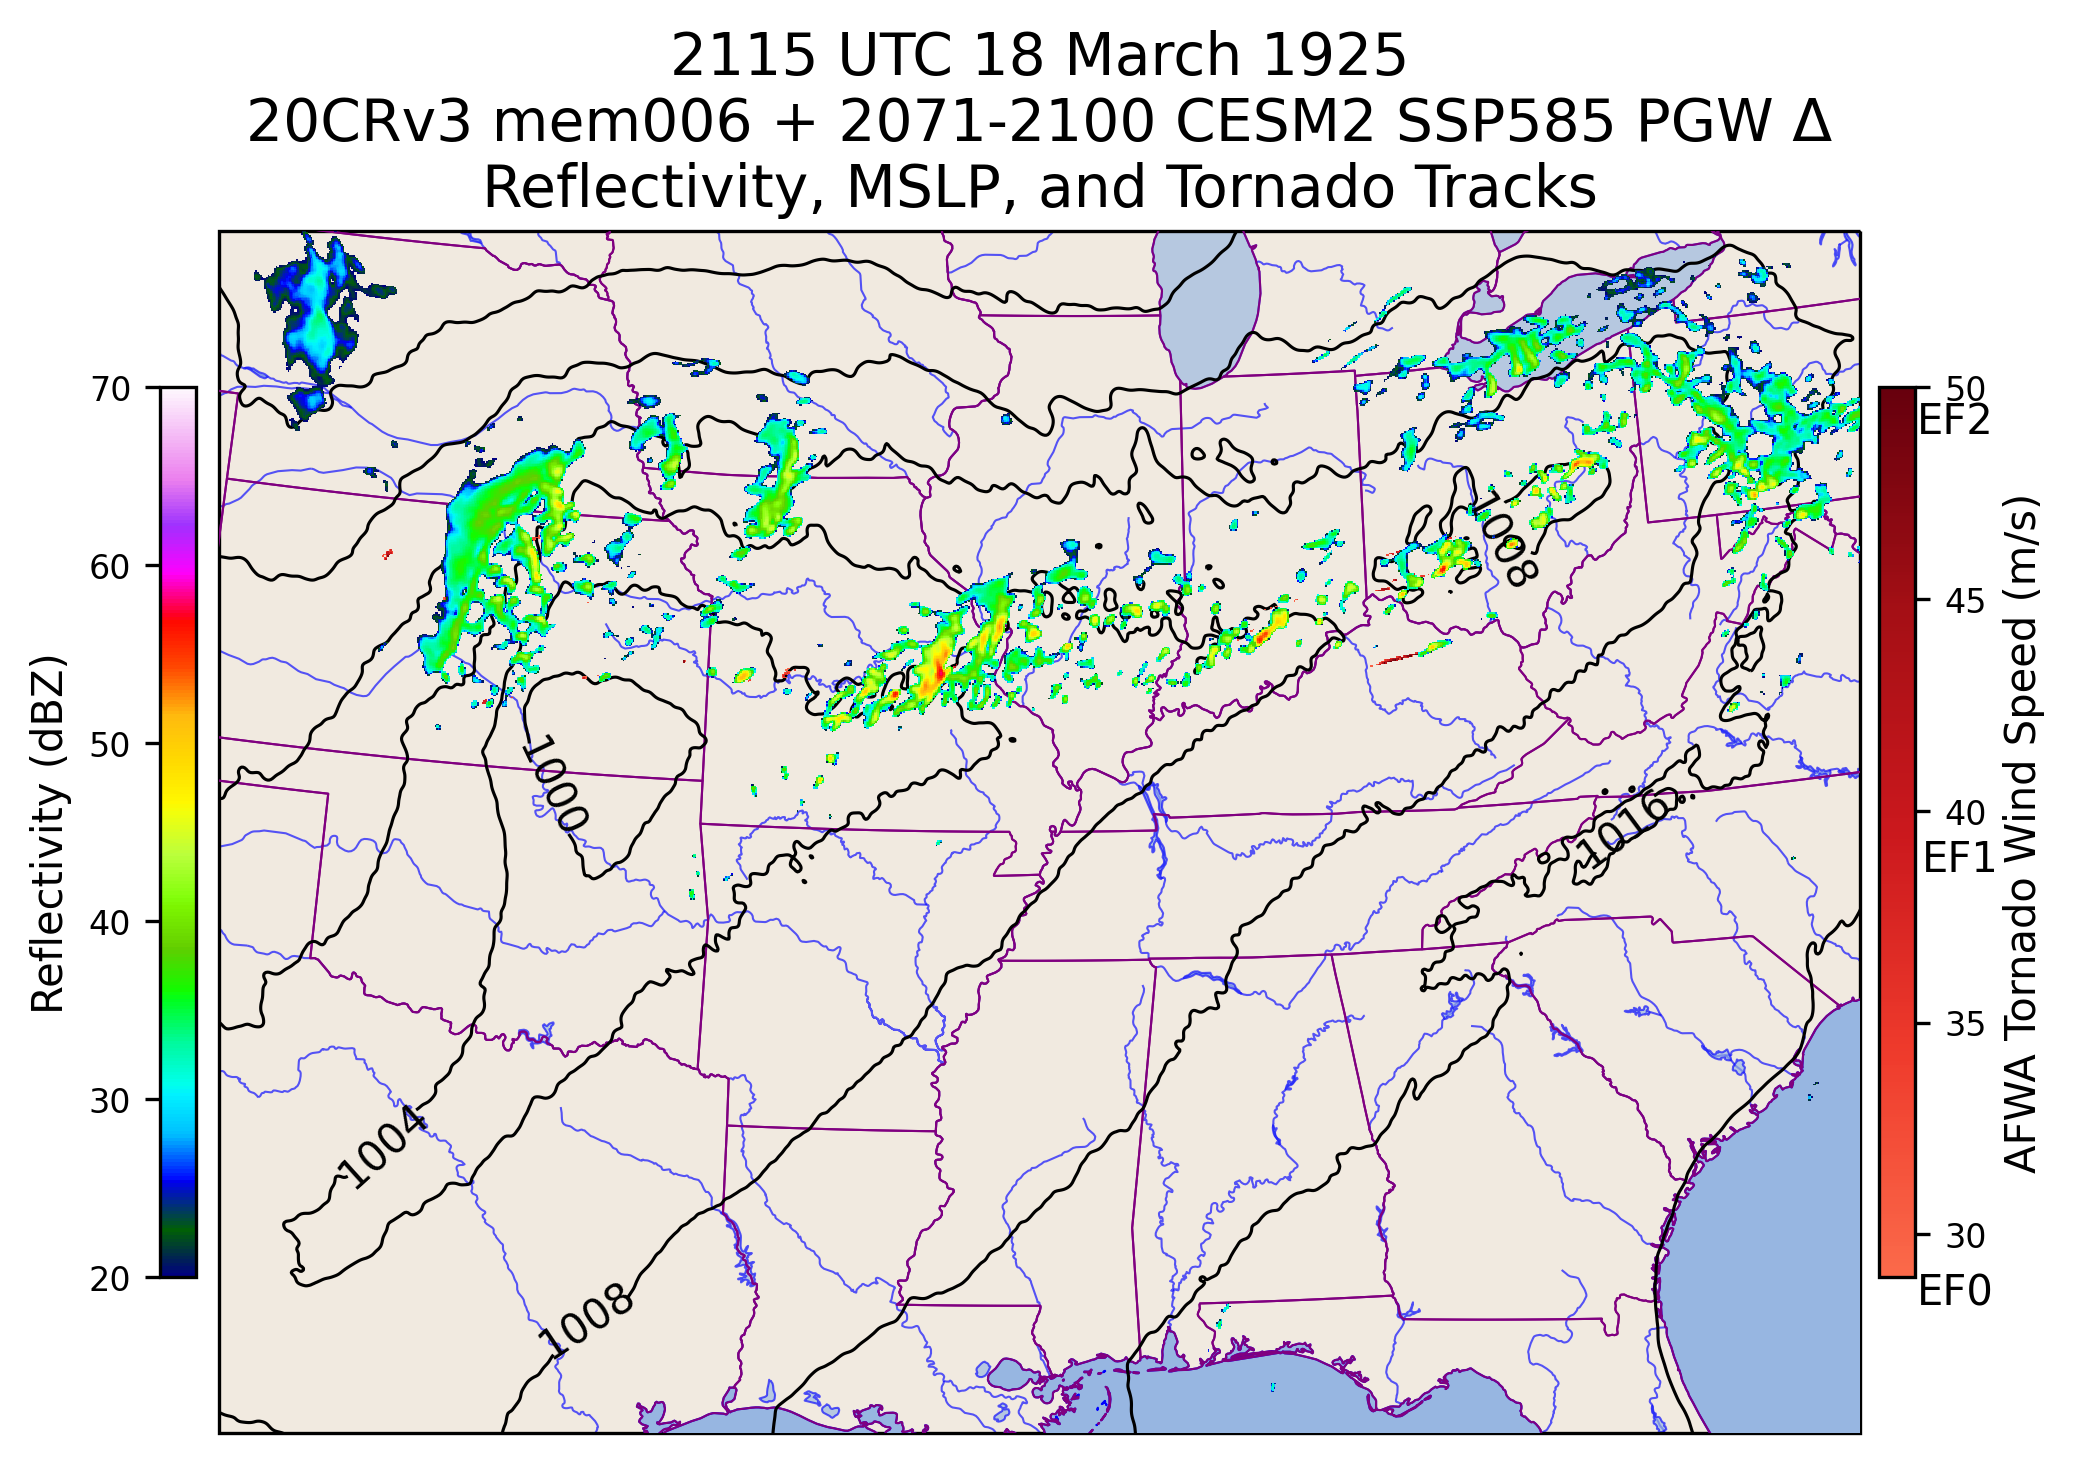 2115 UTC 18 March 1925
20CRv3 mem006 + 2071-2100 CESM2 SSP585 PGW Δ
Reflectivity, MSLP, and Tornado Tracks
70
60
50
40
30
20
Reflectivity (dBZ)
1008
1000
1016
1004
1008
50
EF2
45
40
EF1
35
30
EF0
AFWA Tornado Wind Speed (m/s)